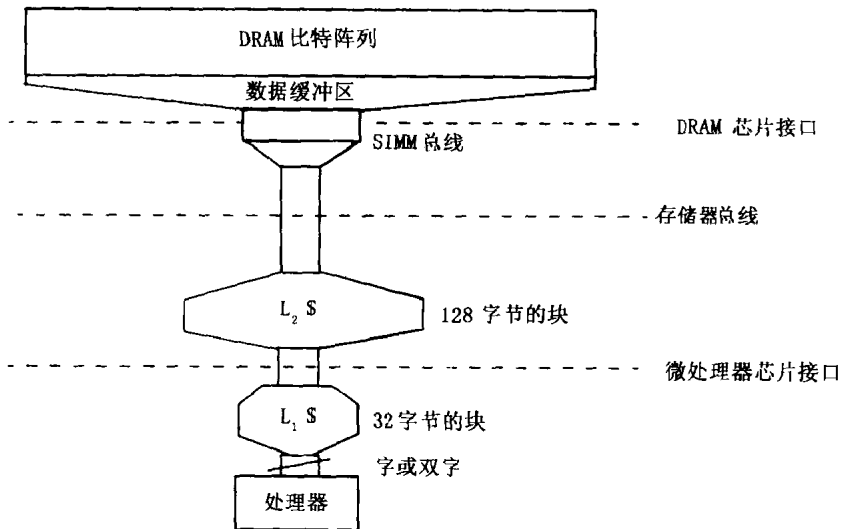 DRAM 比特阵列
数据缓冲区
DRAM 芯片接口
SIMM 总线
存储器总线
L₂ $
128 字节的块
微处理器芯片接口
L₁ $
32字节的块
字或双字
处理器